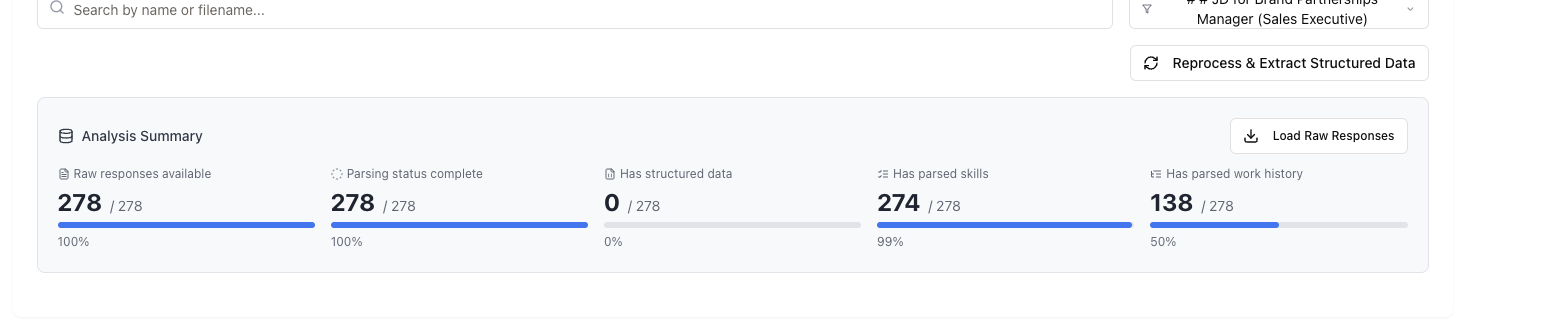 Search by name or filename...
# # JD for Brand Partnerships
Manager (Sales Executive)
Reprocess & Extract Structured Data
Analysis Summary
Load Raw Responses
Raw responses available
278 / 278
100%
Parsing status complete
278 / 278
100%
Has structured data
0 / 278
0%
Has parsed skills
274 / 278
99%
Has parsed work history
138 / 278
50%